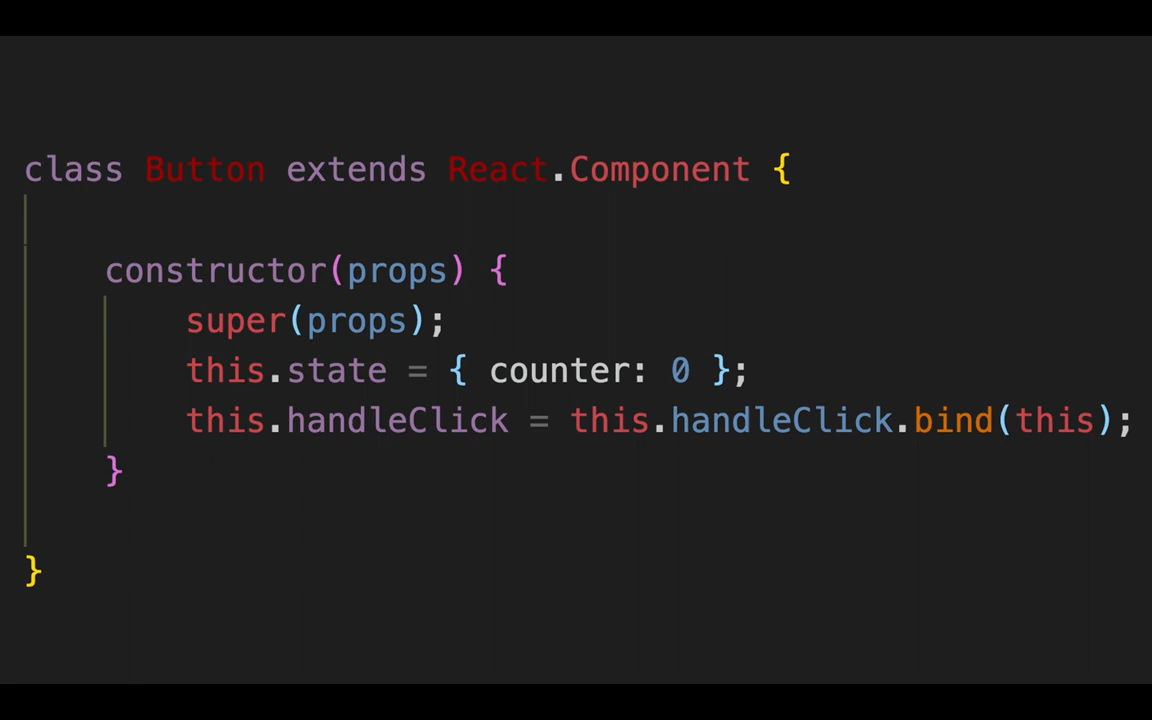 class Button extends React.Component {
constructor(props) {
super(props);
this.state = { counter: 0 };
this.handleClick = this.handleClick.bind(this);
}
}